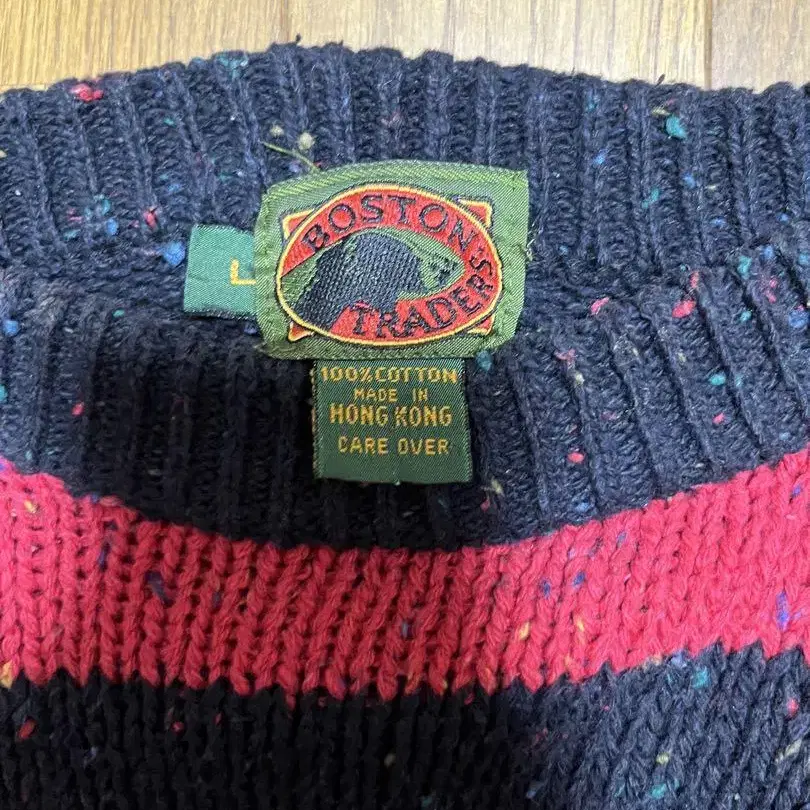 BOSTON
TRADERS
L
100% COTTON
MADE IN
HONG KONG
CARE OVER